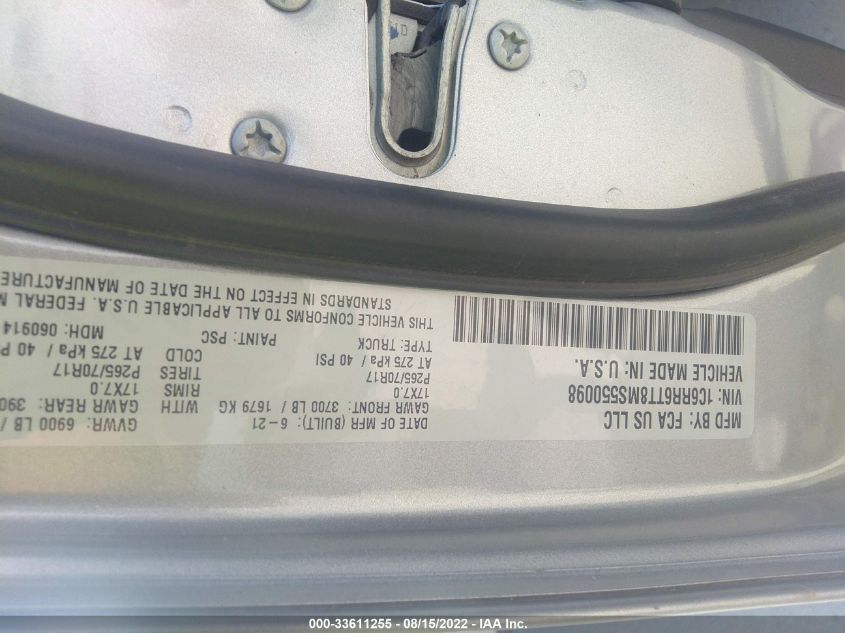 MFD BY: FCA US LLC
DATE OF MFR (BUILT): 6-21
GVWR: 6900 LB /
GAWR FRONT: 3700 LB / 1679 KG WITH GAWR REAR: 390
17X7.0 RIMS 17X7.0
P265/70R17 TIRES P265/70R17
AT 275 kPa / 40 PSI COLD AT 275 kPa / 40 P
VIN: 1C6RR6TT8MS550098
VEHICLE MADE IN: U.S.A.
TYPE: TRUCK PAINT: PSC MDH: 060914
THIS VEHICLE CONFORMS TO ALL APPLICABLE U.S.A. FEDERAL M
STANDARDS IN EFFECT ON THE DATE OF MANUFACTURE
000-33611255 - 08/15/2022 - IAA Inc.